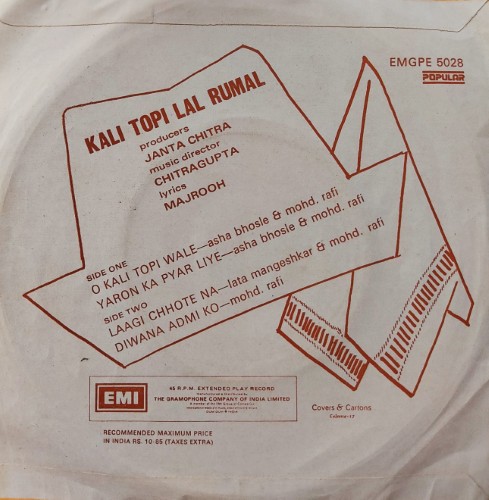 EMGPE 5028
POPULAR
KALI TOPI LAL RUMAL
producers
JANTA CHITRA
music director
CHITRAGUPTA
lyrics
MAJROOH
SIDE ONE
O KALI TOPI WALE—asha bhosle & mohd. rafi
YARON KA PYAR LIYE—asha bhosle & mohd. rafi
SIDE TWO
LAAGI CHHOTE NA—lata mangeshkar & mohd. rafi
DIWANA ADMI KO—mohd. rafi
EMI
45 R.P.M. EXTENDED PLAY RECORD
THE GRAMOPHONE COMPANY OF INDIA LIMITED
Covers & Cartons
RECOMMENDED MAXIMUM PRICE
IN INDIA RS. 10·65 (TAXES EXTRA)